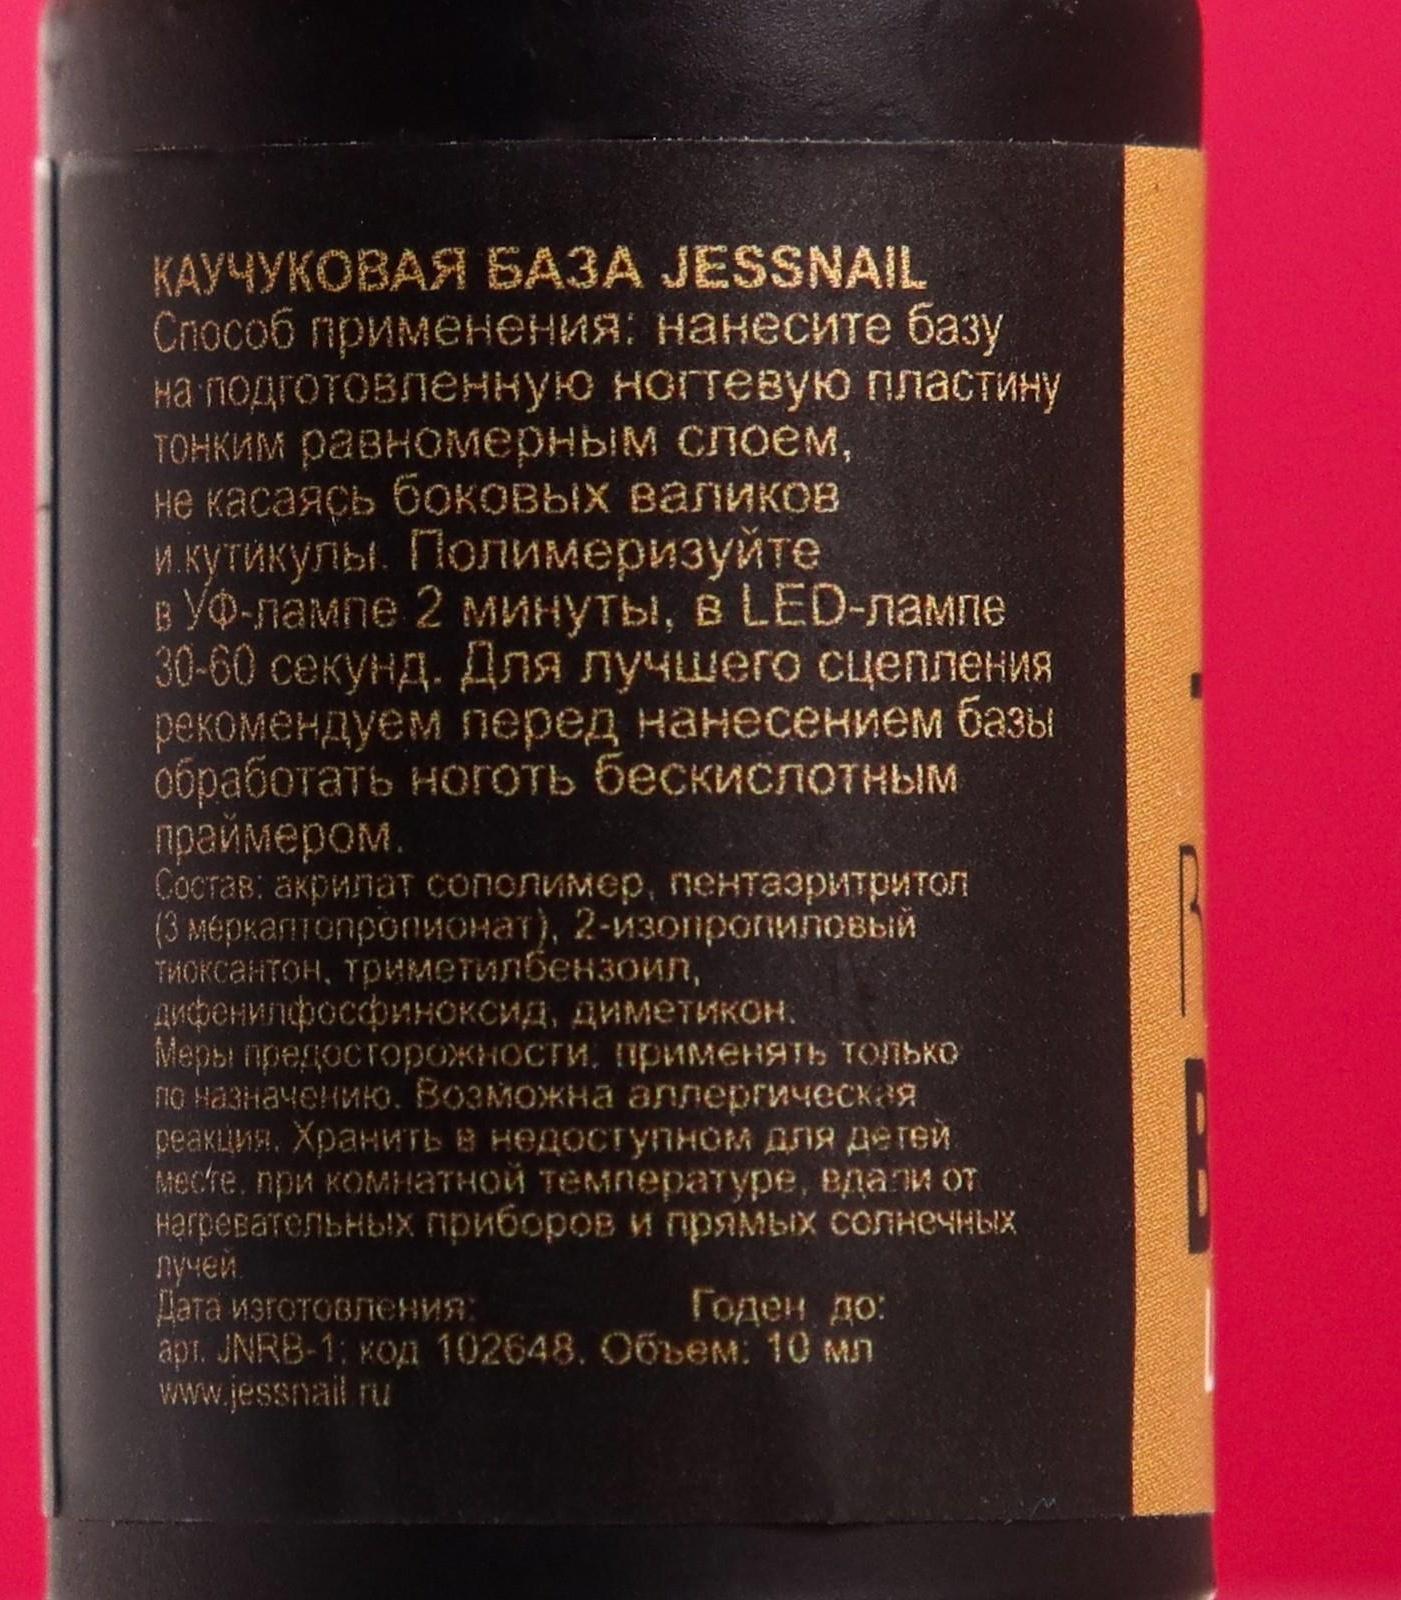 КАУЧУКОВАЯ БАЗА JESSNAIL
Способ применения: нанесите базу
на подготовленную ногтевую пластину
тонким равномерным слоем,
не касаясь боковых валиков
и кутикулы. Полимеризуйте
в УФ-лампе 2 минуты, в LED-лампе
30-60 секунд. Для лучшего сцепления
рекомендуем перед нанесением базы
обработать ноготь бескислотным
праймером.
Состав: акрилат сополимер, пентаэритритол
(3 меркаптопропионат), 2-изопропиловый
тиоксантон, триметилбензоил,
дифенилфосфиноксид, диметикон.
Меры предосторожности: применять только
по назначению. Возможна аллергическая
реакция. Хранить в недоступном для детей
месте, при комнатной температуре, вдали от
нагревательных приборов и прямых солнечных
лучей.
Дата изготовления: Годен до:
арт. JNRB-1; код 102648. Объем: 10 мл
www.jessnail.ru